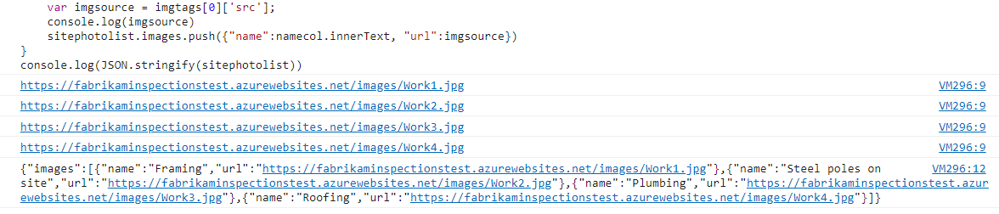 var imgsource = imgtags[0]['src'];
console.log(imgsource)
sitephotolist.images.push({"name":namecol.innerText, "url":imgsource})
}
console.log(JSON.stringify(sitephotolist))
https://fabrikaminspectionstest.azurewebsites.net/images/Work1.jpg VM296:9
https://fabrikaminspectionstest.azurewebsites.net/images/Work2.jpg VM296:9
https://fabrikaminspectionstest.azurewebsites.net/images/Work3.jpg VM296:9
https://fabrikaminspectionstest.azurewebsites.net/images/Work4.jpg VM296:9
{"images":[{"name":"Framing","url":"https://fabrikaminspectionstest.azurewebsites.net/images/Work1.jpg"},{"name":"Steel poles on VM296:12
site","url":"https://fabrikaminspectionstest.azurewebsites.net/images/Work2.jpg"},{"name":"Plumbing","url":"https://fabrikaminspectionstest.azur
ewebsites.net/images/Work3.jpg"},{"name":"Roofing","url":"https://fabrikaminspectionstest.azurewebsites.net/images/Work4.jpg"}]}